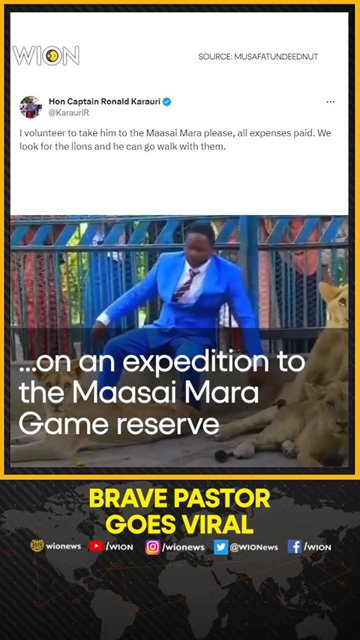 WION
SOURCE: MUSAFATUNDEEDNUT
Hon Captain Ronald Karauri
@KarauriR
I volunteer to take him to the Maasai Mara please, all expenses paid. We
look for the lions and he can go walk with them.
...on an expedition to
the Maasai Mara
Game reserve
BRAVE PASTOR
GOES VIRAL
wionews /WION /wionews @WIONews /WION